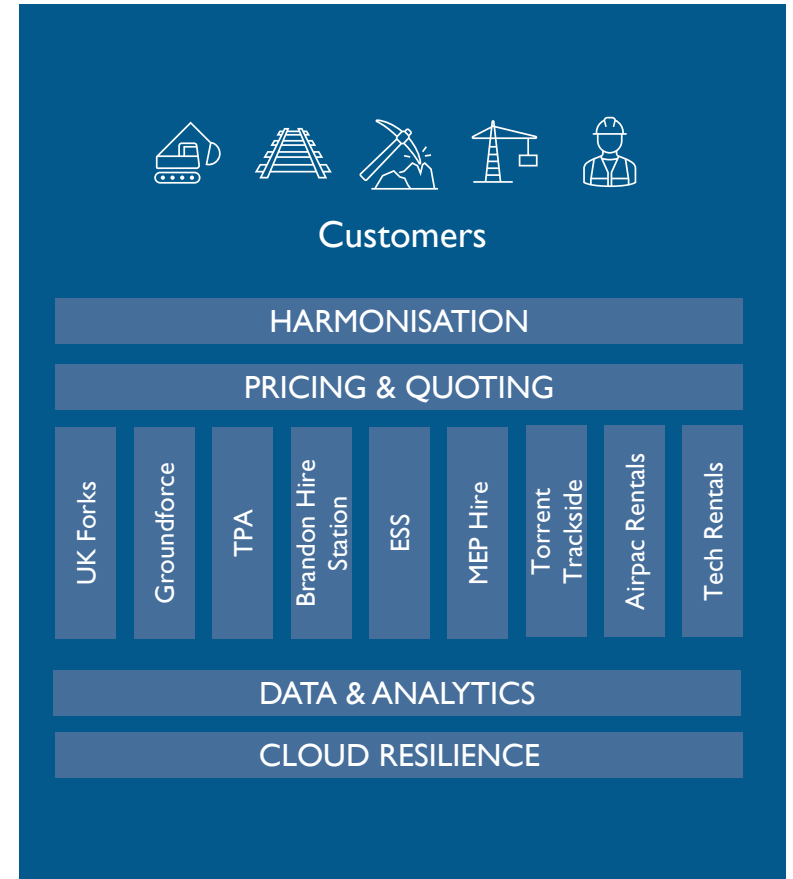 Customers
HARMONISATION
PRICING & QUOTING
UK Forks
Groundforce
TPA
Brandon Hire
Station
ESS
MEP Hire
Torrent
Trackside
Airpac Rentals
Tech Rentals
DATA & ANALYTICS
CLOUD RESILIENCE